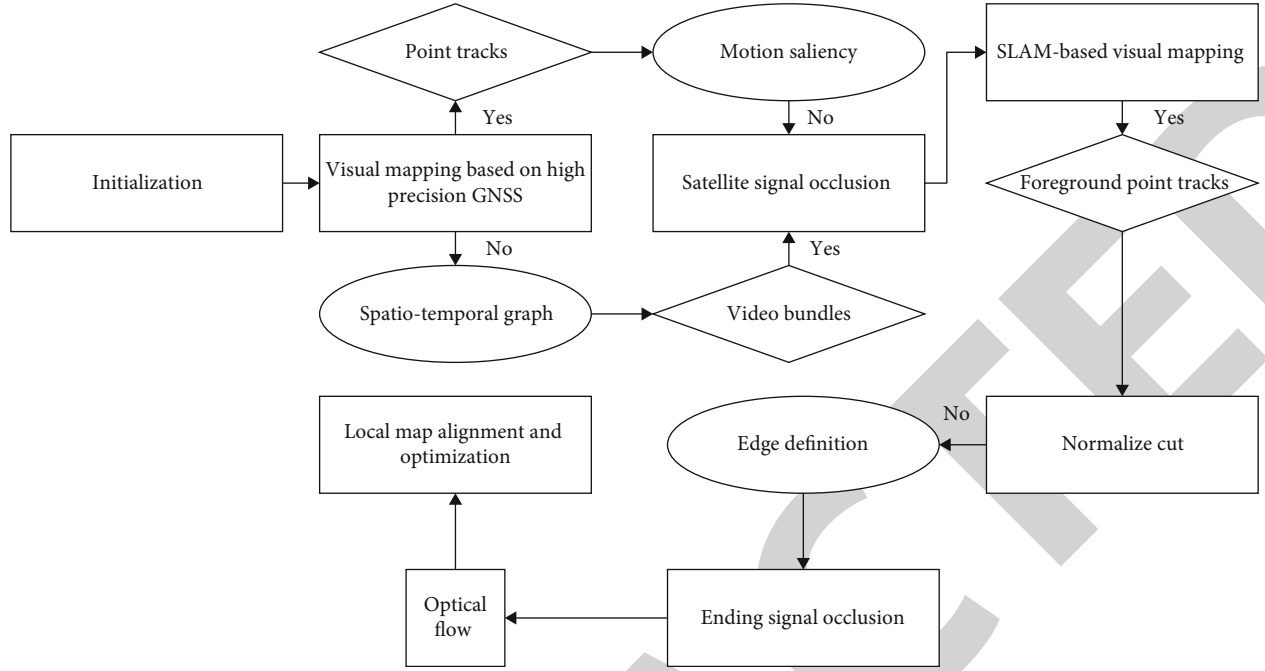 Point tracks
Motion saliency
SLAM-based visual mapping
Yes
No
Yes
Initialization
Visual mapping based on high
precision GNSS
Satellite signal occlusion
Foreground point tracks
No
Yes
Spatio-temporal graph
Video bundles
Local map alignment and
optimization
Edge definition
No
Normalize cut
Optical
flow
Ending signal occlusion